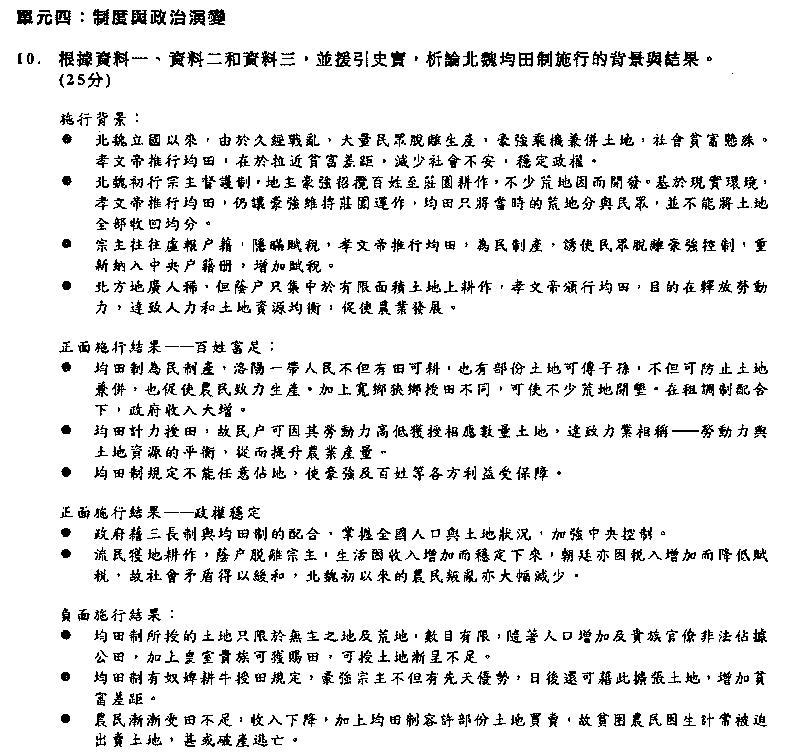 單元四：制度與政治演變
10. 根據資料一、資料二和資料三，並援引史實，析論北魏均田制施行的背景與結果。
(25分)
施行背景：
● 北魏立國以來，由於久經戰亂，大量民眾脫離生產，豪強乘機兼併土地，社會貧富懸殊。
孝文帝推行均田，在於拉近貧富差距，減少社會不安，穩定政權。
● 北魏初行宗主督護制，地主豪強招攬百姓至莊園耕作，不少荒地因而開發。基於現實環境，
孝文帝推行均田，仍讓豪強維持莊園運作，均田只將當時的荒地分與民眾，並不能將土地
全部收回均分。
● 宗主往往虛報户籍，隱瞞賦稅，孝文帝推行均田，為民制產，誘使民眾脫離豪強控制，重
新納入中央户籍冊，增加賦稅。
● 北方地廣人稀，但蔭户只集中於有限面積土地上耕作，孝文帝頒行均田，目的在釋放勞動
力，達致人力和土地資源均衡，促使農業發展。
正面施行結果——百姓富足：
● 均田制為民制產，洛陽一帶人民不但有田可耕，也有部份土地可傳子孫，不但可防止土地
兼併，也促使農民致力生產。加上寬鄉狹鄉授田不同，可使不少荒地開墾。在租調制配合
下，政府收入大增。
● 均田計力授田，故民户可因其勞動力高低獲授相應數量土地，達致力業相稱——勞動力與
土地資源的平衡，從而提升農業產量。
● 均田制規定不能任意佔地，使豪強及百姓等各方利益受保障。
正面施行結果——政權穩定
● 政府藉三長制與均田制的配合，掌握全國人口與土地狀況，加強中央控制。
● 流民獲地耕作，蔭户脫離宗主，生活因收入增加而穩定下來，朝廷亦因稅入增加而降低賦
稅，故社會矛盾得以緩和，北魏初以來的農民叛亂亦大幅減少。
負面施行結果：
● 均田制所授的土地只限於無主之地及荒地，數目有限，隨著人口增加及貴族官僚非法佔據
公田，加上皇室貴族可獲賜田，可授土地漸呈不足。
● 均田制有奴婢耕牛授田規定，豪強宗主不但有先天優勢，日後還可藉此擴張土地，增加貧
富差距。
● 農民漸漸受田不足，收入下降，加上均田制容許部份土地買賣，故貧困農民因生計常被迫
出賣土地，甚或破產逃亡。